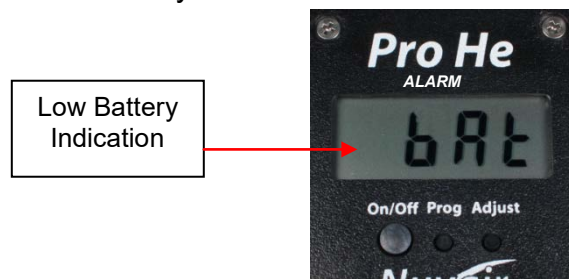 Low Battery
Indication
Pro He
ALARM
bAt
On/Off Prog Adjust